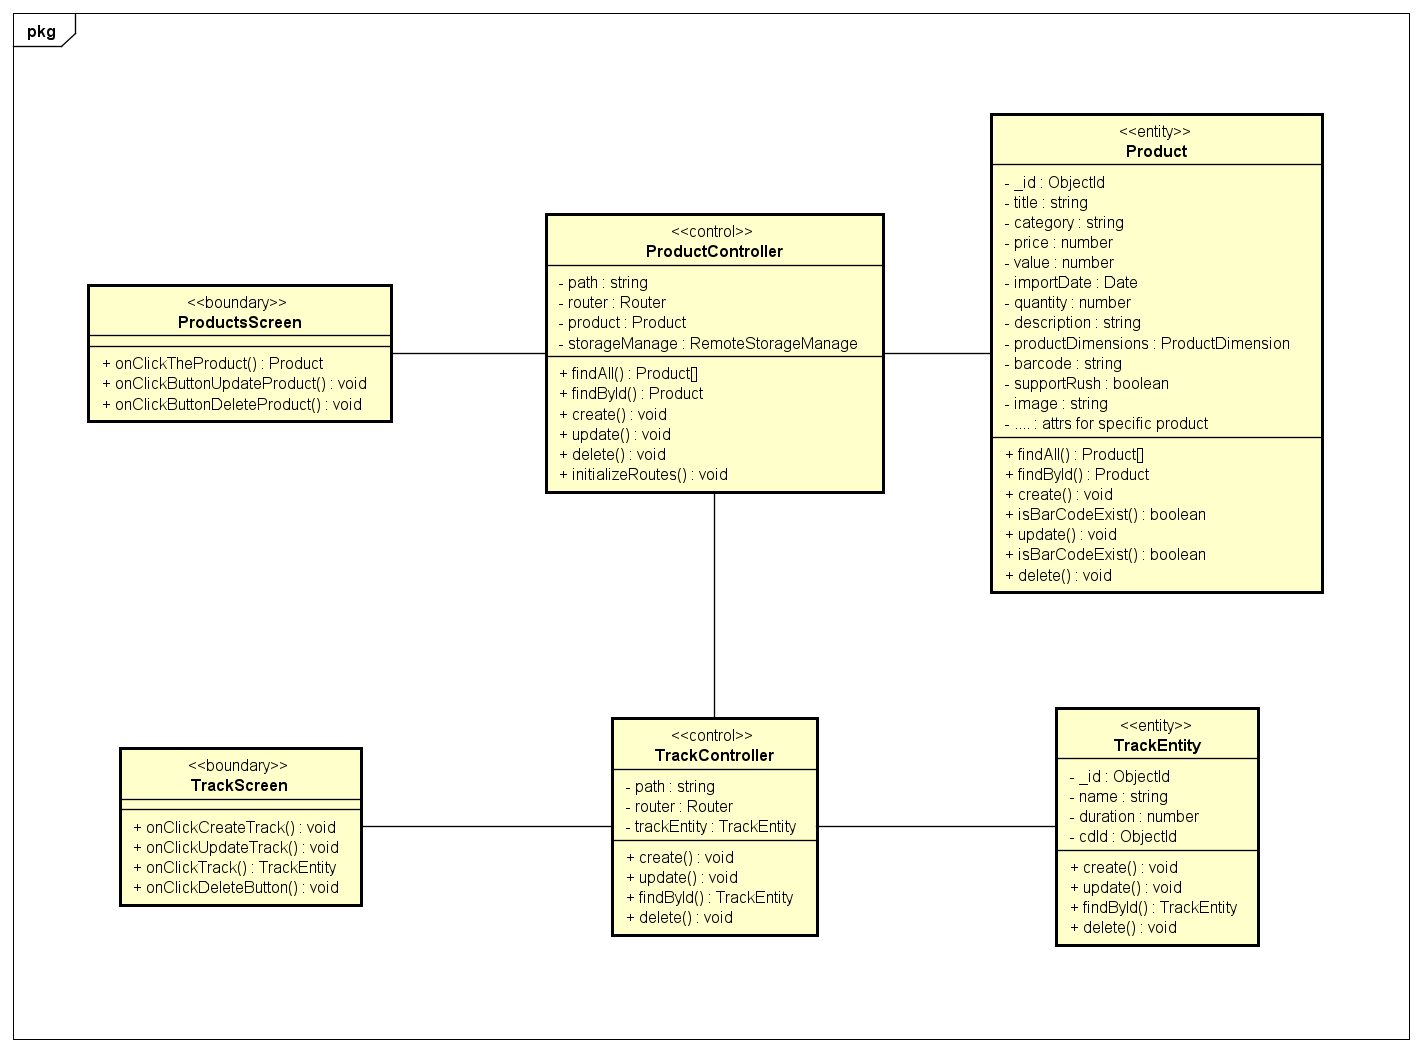 pkg
<<entity>>
Product
- _id : ObjectId
- title : string
- category : string
- price : number
- value : number
- importDate : Date
- quantity : number
- description : string
- productDimensions : ProductDimension
- barcode : string
- supportRush : boolean
- image : string
- .... : attrs for specific product
+ findAll() : Product[]
+ findById() : Product
+ create() : void
+ isBarCodeExist() : boolean
+ update() : void
+ isBarCodeExist() : boolean
+ delete() : void
<<control>>
ProductController
- path : string
- router : Router
- product : Product
- storageManage : RemoteStorageManage
+ findAll() : Product[]
+ findById() : Product
+ create() : void
+ update() : void
+ delete() : void
+ initializeRoutes() : void
<<boundary>>
ProductsScreen
+ onClickTheProduct() : Product
+ onClickButtonUpdateProduct() : void
+ onClickButtonDeleteProduct() : void
<<boundary>>
TrackScreen
+ onClickCreateTrack() : void
+ onClickUpdateTrack() : void
+ onClickTrack() : TrackEntity
+ onClickDeleteButton() : void
<<control>>
TrackController
- path : string
- router : Router
- trackEntity : TrackEntity
+ create() : void
+ update() : void
+ findById() : TrackEntity
+ delete() : void
<<entity>>
TrackEntity
- _id : ObjectId
- name : string
- duration : number
- cdId : ObjectId
+ create() : void
+ update() : void
+ findById() : TrackEntity
+ delete() : void